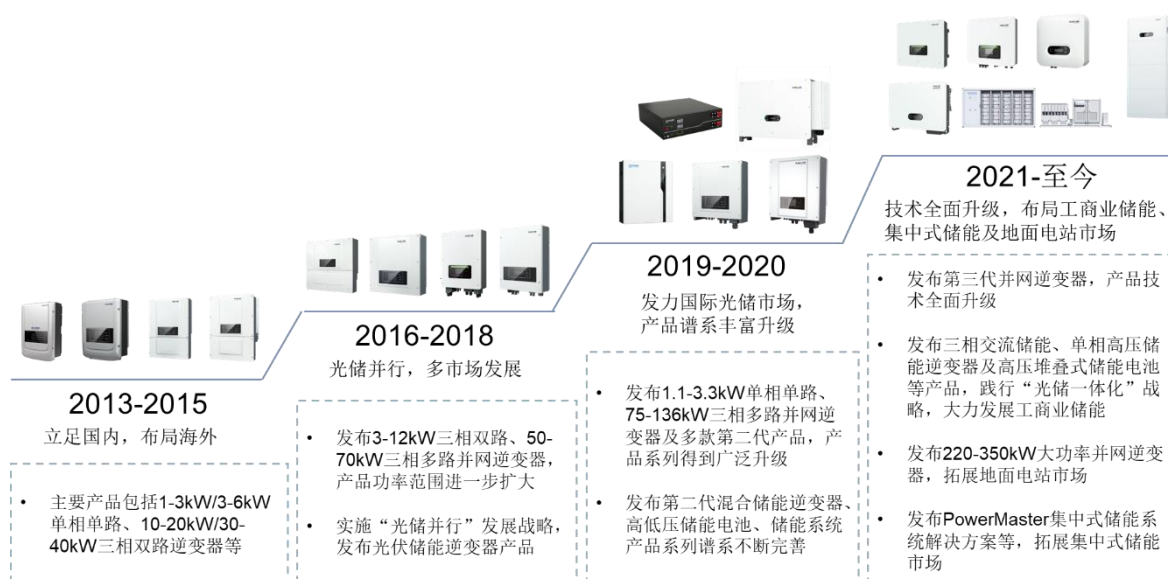 2013-2015
立足国内，布局海外
• 主要产品包括1-3kW/3-6kW
单相单路、10-20kW/30-
40kW三相双路逆变器等
2016-2018
光储并行，多市场发展
• 发布3-12kW三相双路、50-
70kW三相多路并网逆变器，
产品功率范围进一步扩大
• 实施“光储并行”发展战略，
发布光伏储能逆变器产品
2019-2020
发力国际光储市场，
产品谱系丰富升级
• 发布1.1-3.3kW单相单路、
75-136kW三相多路并网逆
变器及多款第二代产品，产
品系列得到广泛升级
• 发布第二代混合储能逆变器、
高低压储能电池、储能系统
产品系列谱系不断完善
2021-至今
技术全面升级，布局工商业储能、
集中式储能及地面电站市场
• 发布第三代并网逆变器，产品技
术全面升级
• 发布三相交流储能、单相高压储
能逆变器及高压堆叠式储能电池
等产品，践行“光储一体化”战
略，大力发展工商业储能
• 发布220-350kW大功率并网逆变
器，拓展地面电站市场
• 发布PowerMaster集中式储能系
统解决方案等，拓展集中式储能
市场